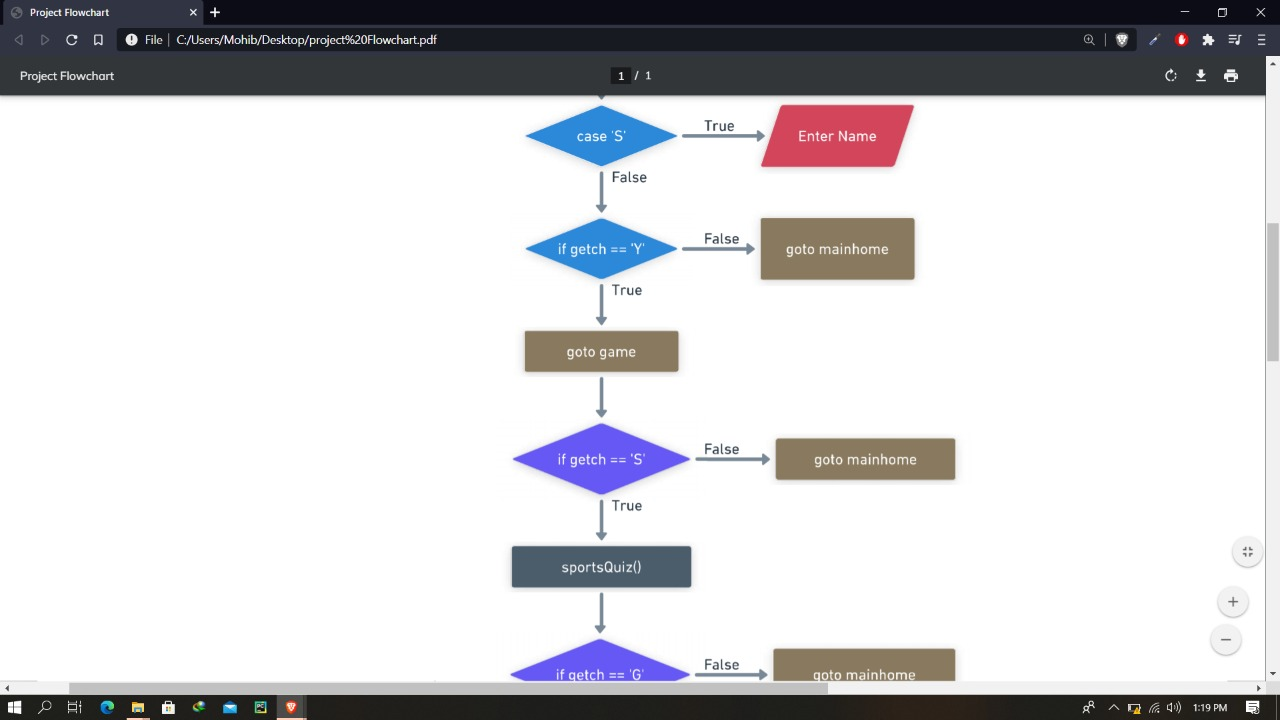 Project Flowchart
File
C:/Users/Mohib/Desktop/project%20Flowchart.pdf
Project Flowchart
1 / 1
case 'S'
True
Enter Name
False
if getch == 'Y'
False
goto mainhome
True
goto game
if getch == 'S'
False
goto mainhome
True
sportsQuiz()
if getch == 'G'
False
goto mainhome
1:19 PM